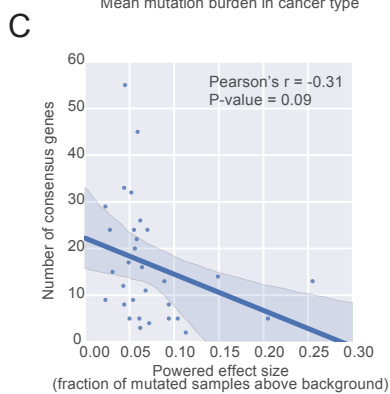 Mean mutation burden in cancer type
C
60
50
40
30
20
10
0
Number of consensus genes
Pearson's r = -0.31
P-value = 0.09
0.00 0.05 0.10 0.15 0.20 0.25 0.30
Powered effect size
(fraction of mutated samples above background)